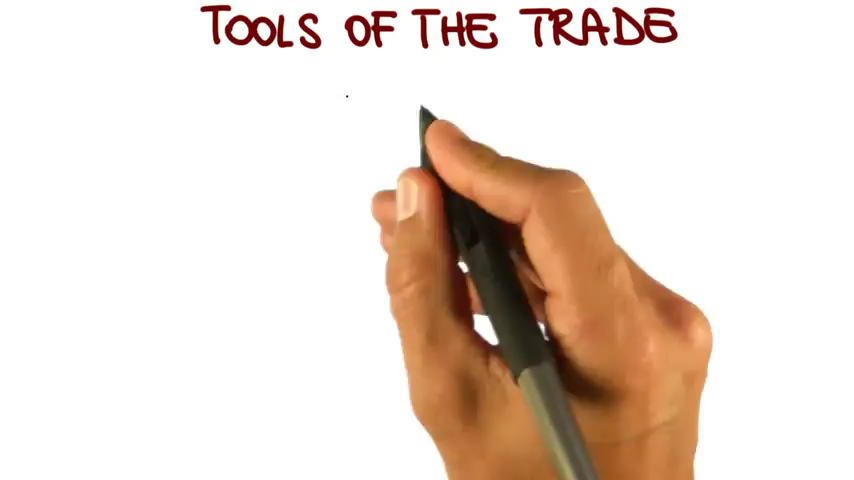 TOOLS OF THE TRADE